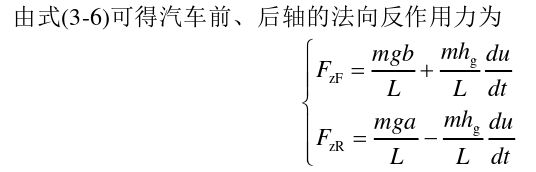 由式(3-6)可得汽车前、后轴的法向反作用力为
F_zF = mgb/L + mh_g/L du/dt
F_zR = mga/L − mh_g/L du/dt